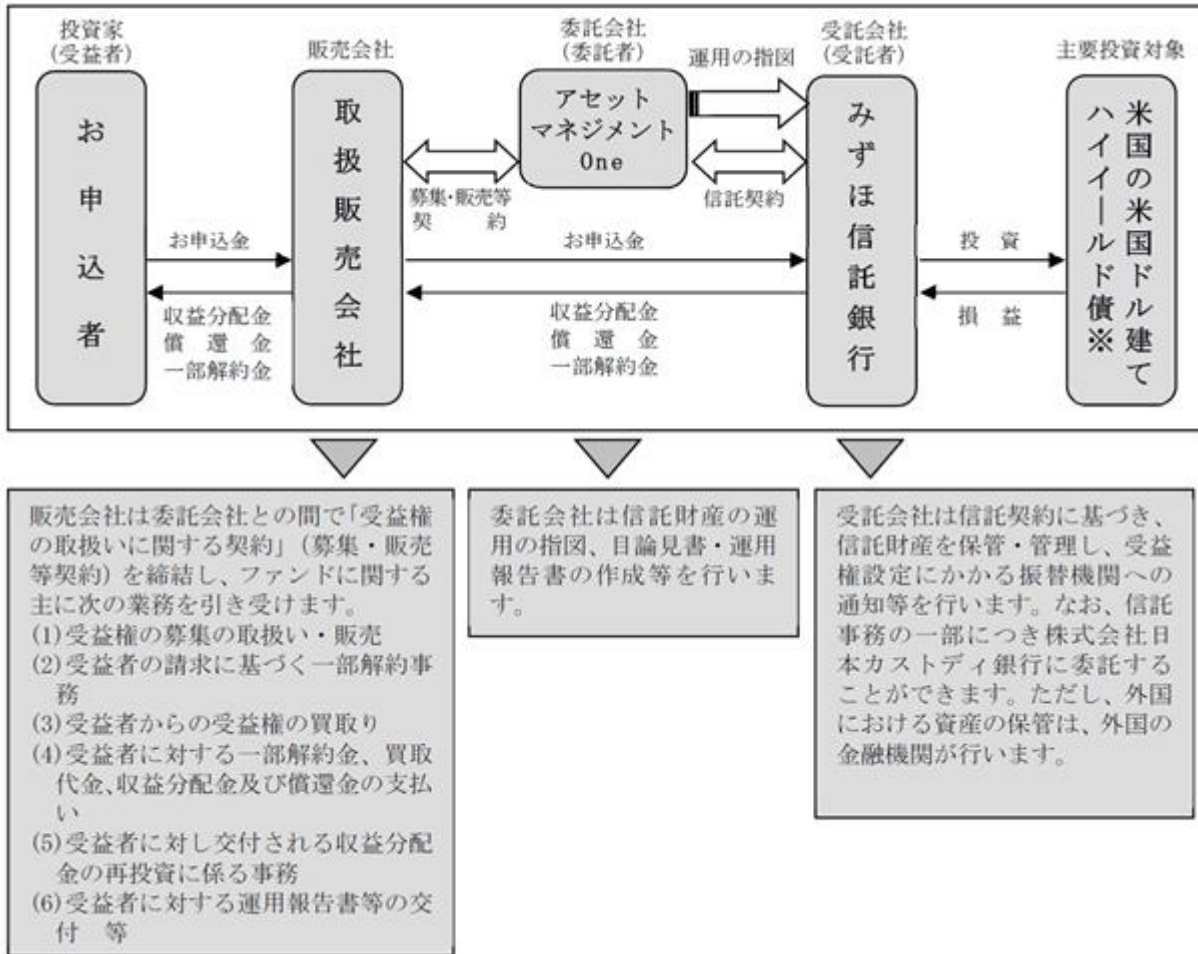 投資家
(受益者)
お申込者
販売会社
取扱販売会社
委託会社
(委託者)
アセット
マネジメント
One
運用の指図
受託会社
(受託者)
みずほ信託銀行
主要投資対象
米国の米国ドル建て
ハイイールド債※
募集・販売等
契　　約
信託契約
お申込金
収益分配金
償　還　金
一部解約金
お申込金
収益分配金
償　還　金
一部解約金
投　資
損　益
販売会社は委託会社との間で「受益権
の取扱いに関する契約」（募集・販売
等契約）を締結し、ファンドに関する
主に次の業務を引き受けます。
(1)受益権の募集の取扱い・販売
(2)受益者の請求に基づく一部解約事
務
(3)受益者からの受益権の買取り
(4)受益者に対する一部解約金、買取
代金、収益分配金及び償還金の支払
い
(5)受益者に対し交付される収益分配
金の再投資に係る事務
(6)受益者に対する運用報告書等の交
付　等
委託会社は信託財産の運
用の指図、目論見書・運用
報告書の作成等を行いま
す。
受託会社は信託契約に基づき、
信託財産を保管・管理し、受益
権設定にかかる振替機関への
通知等を行います。なお、信託
事務の一部につき株式会社日
本カストディ銀行に委託する
ことができます。ただし、外国
における資産の保管は、外国の
金融機関が行います。